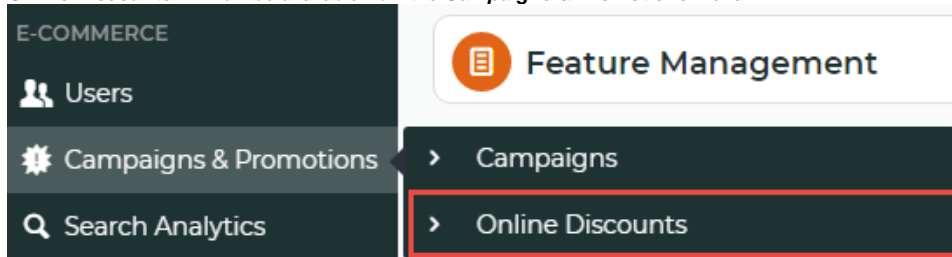 E-COMMERCE
Feature Management
Users
Campaigns & Promotions
Campaigns
Online Discounts
Search Analytics